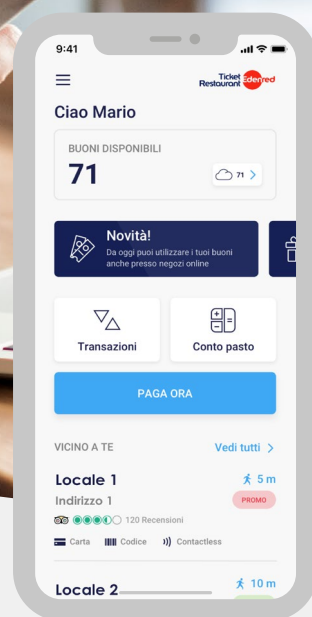 9:41
Ticket
Restaurant Edenred
Ciao Mario
BUONI DISPONIBILI
71
71
Novità!
Da oggi puoi utilizzare i tuoi buoni
anche presso negozi online
Transazioni
Conto pasto
PAGA ORA
VICINO A TE
Vedi tutti
Locale 1
5 m
Indirizzo 1
PROMO
120 Recensioni
Carta
Codice
Contactless
Locale 2
10 m